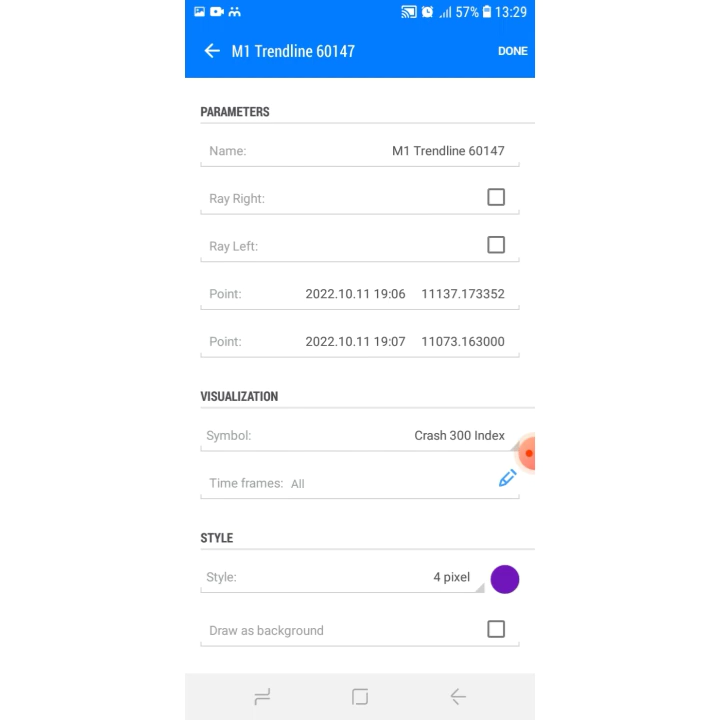 57% 13:29
M1 Trendline 60147 DONE
PARAMETERS
Name: M1 Trendline 60147
Ray Right:
Ray Left:
Point: 2022.10.11 19:06 11137.173352
Point: 2022.10.11 19:07 11073.163000
VISUALIZATION
Symbol: Crash 300 Index
Time frames: All
STYLE
Style: 4 pixel
Draw as background